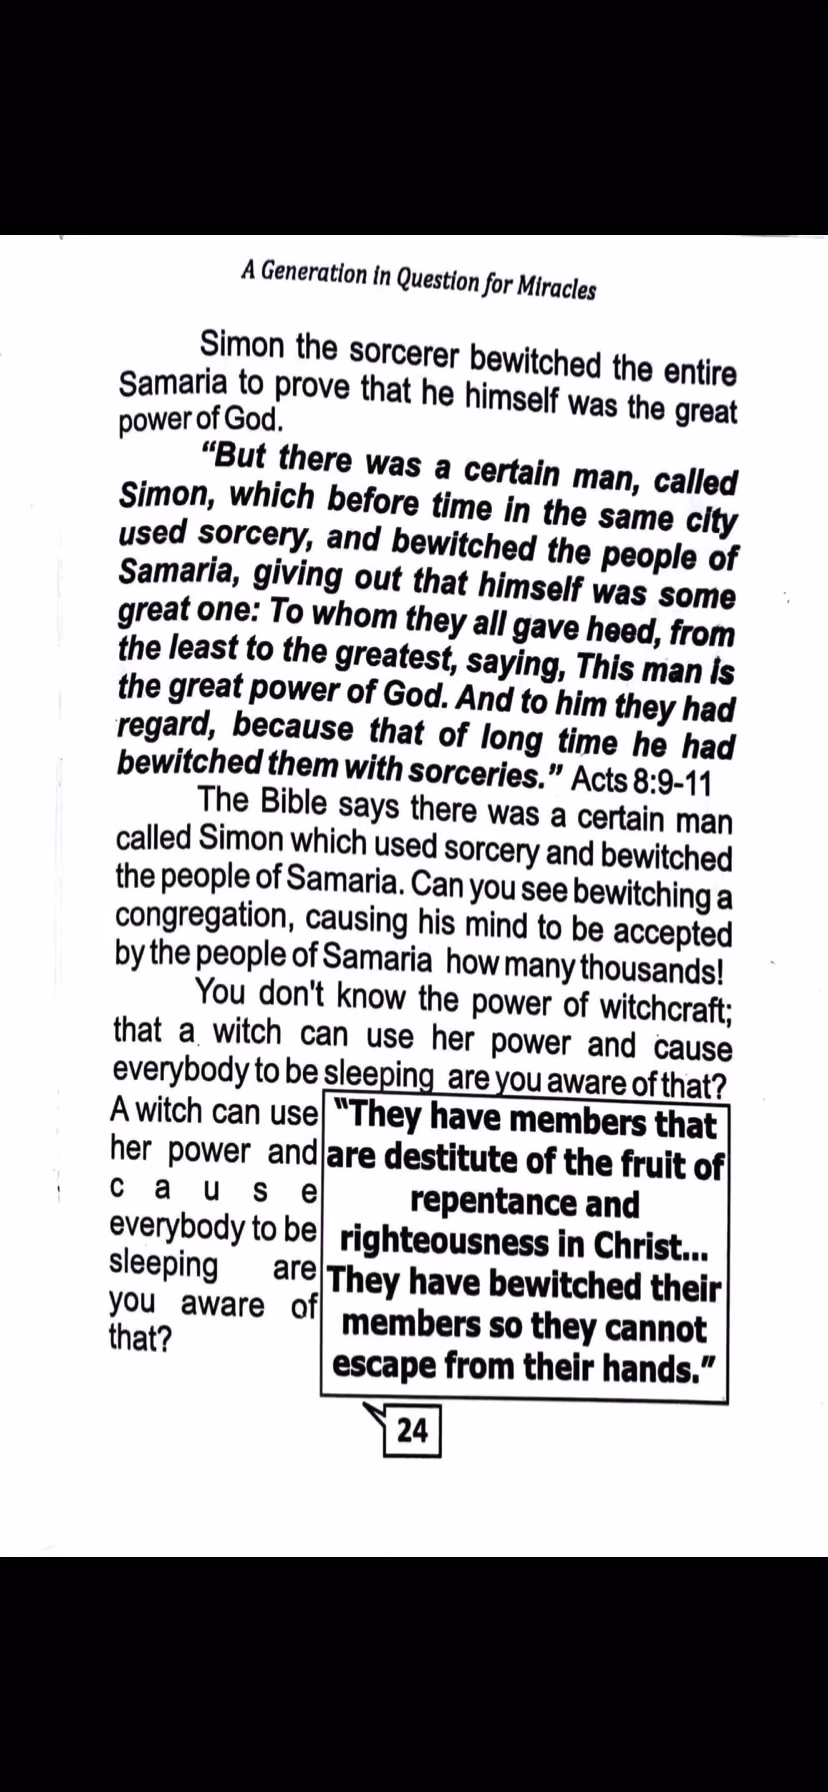 A Generation in Question for Miracles
Simon the sorcerer bewitched the entire
Samaria to prove that he himself was the great
power of God.
“But there was a certain man, called
Simon, which before time in the same city
used sorcery, and bewitched the people of
Samaria, giving out that himself was some
great one: To whom they all gave heed, from
the least to the greatest, saying, This man is
the great power of God. And to him they had
regard, because that of long time he had
bewitched them with sorceries.” Acts 8:9-11
The Bible says there was a certain man
called Simon which used sorcery and bewitched
the people of Samaria. Can you see bewitching a
congregation, causing his mind to be accepted
by the people of Samaria how many thousands!
You don't know the power of witchcraft;
that a witch can use her power and cause
everybody to be sleeping are you aware of that?
A witch can use
her power and
c a u s e
everybody to be
sleeping are
you aware of
that?
“They have members that
are destitute of the fruit of
repentance and
righteousness in Christ...
They have bewitched their
members so they cannot
escape from their hands.”
24